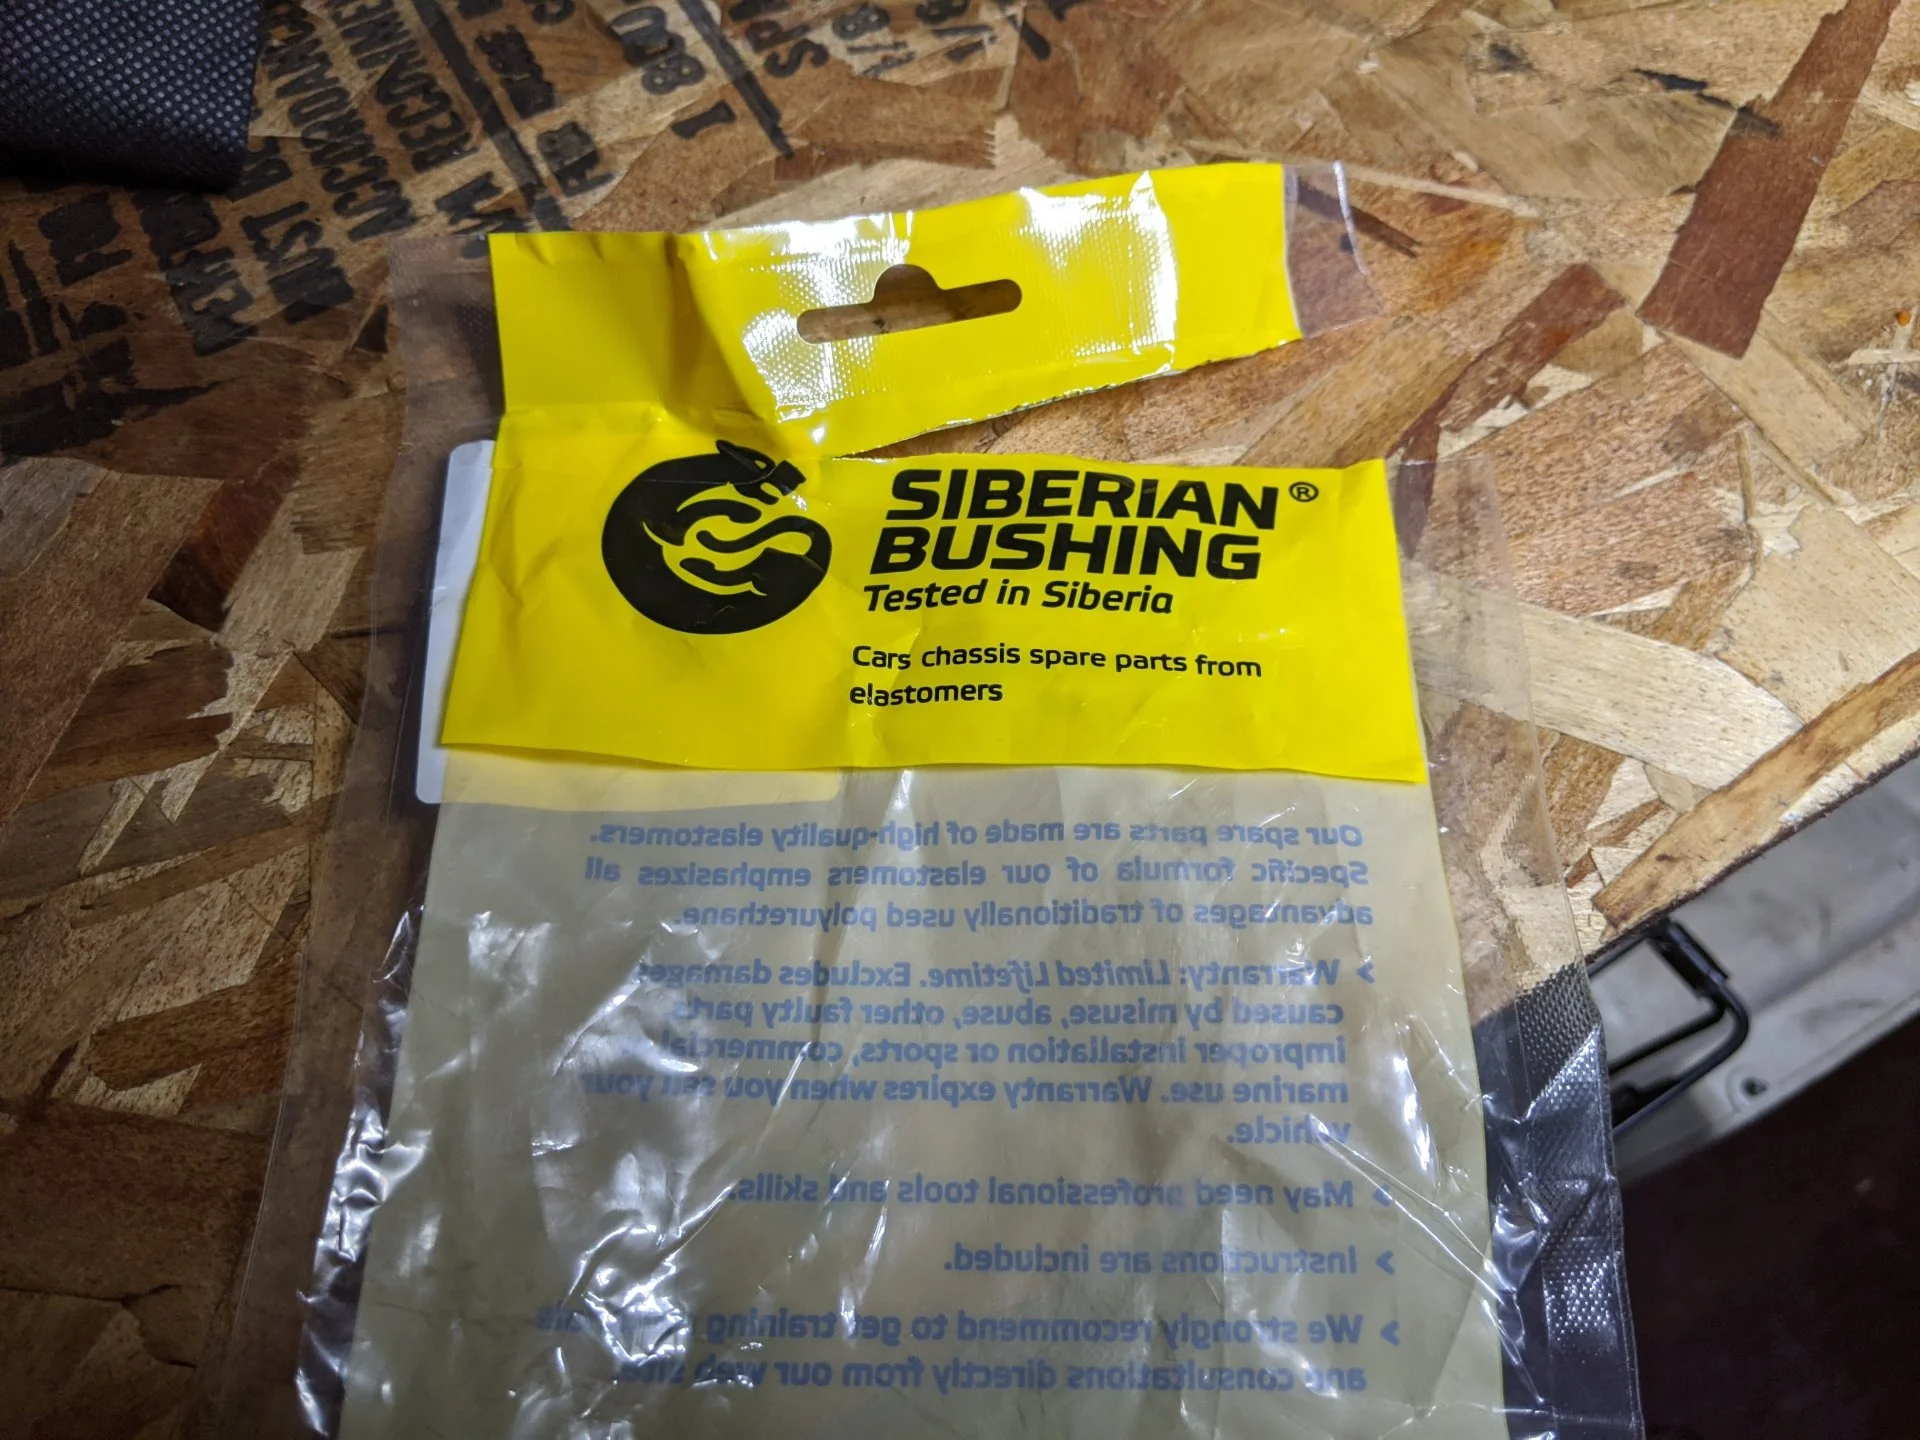 I
MUST B
ACCORDANC
RECOMME
SIBERIAN®
BUSHING
Tested in Siberia
Cars chassis spare parts from
elastomers
Our spare parts are made of high-quality elastomers.
Specific formula of our elastomers emphasizes all
advantages of traditionally used polyurethane.
> Warranty: Limited Lifetime. Excludes damages
caused by misuse, abuse, other faulty parts,
improper installation or sports, commercial,
marine use. Warranty expires when you sell your
vehicle.
> May need professional tools and skills.
> Instructions are included.
> We strongly recommend to get training
and consultations directly from our web site.